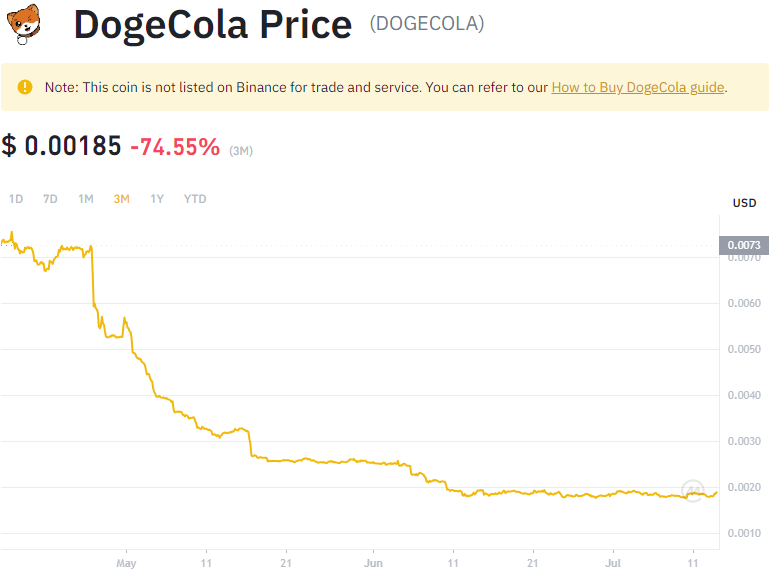 DogeCola Price (DOGECOLA)
Note: This coin is not listed on Binance for trade and service. You can refer to our How to Buy DogeCola guide.
$ 0.00185 -74.55% (3M)
1D 7D 1M 3M 1Y YTD
USD
0.0073
0.0070
0.0060
0.0050
0.0040
0.0030
0.0020
0.0010
May 11 21 Jun 11 21 Jul 11